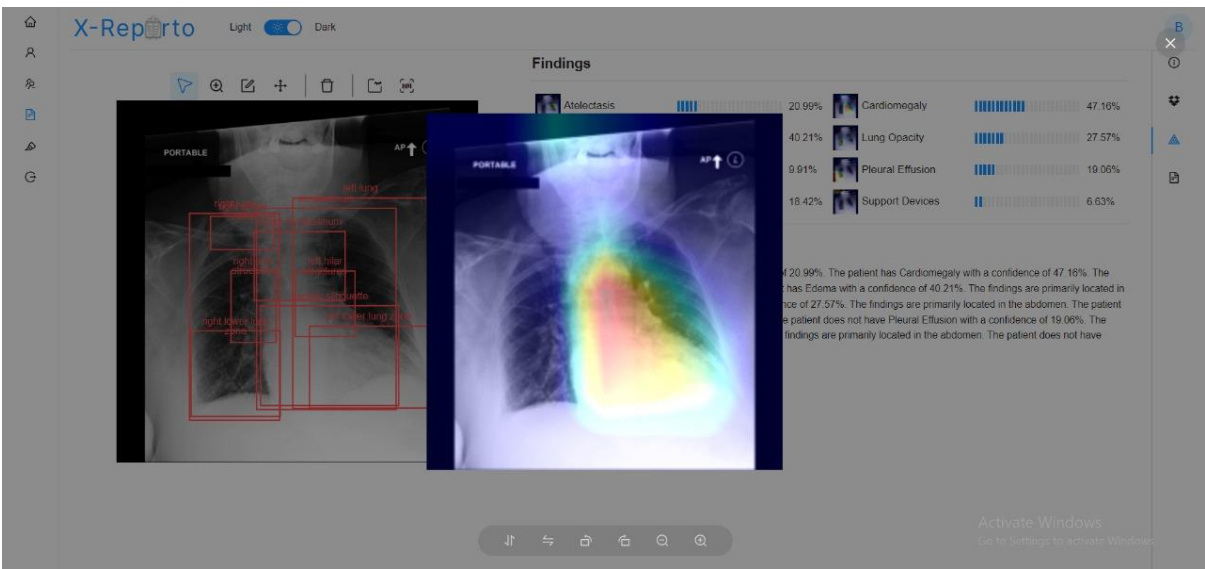 X-Reporto
Light
Dark
B
Findings
Atelectasis 20.99%
Cardiomegaly 47.16%
40.21%
Lung Opacity 27.57%
9.91%
Pleural Effusion 19.06%
18.42%
Support Devices 6.63%
PORTABLE
AP
left lung
right hilar
left hilar
right lower lung
zone
lower lung zone
PORTABLE
AP
of 20.99%. The patient has Cardiomegaly with a confidence of 47.16%. The
has Edema with a confidence of 40.21%. The findings are primarily located in
of 27.57%. The findings are primarily located in the abdomen. The patient
patient does not have Pleural Effusion with a confidence of 19.06%. The
findings are primarily located in the abdomen. The patient does not have
Activate Windows
Go to Settings to activate Windows.